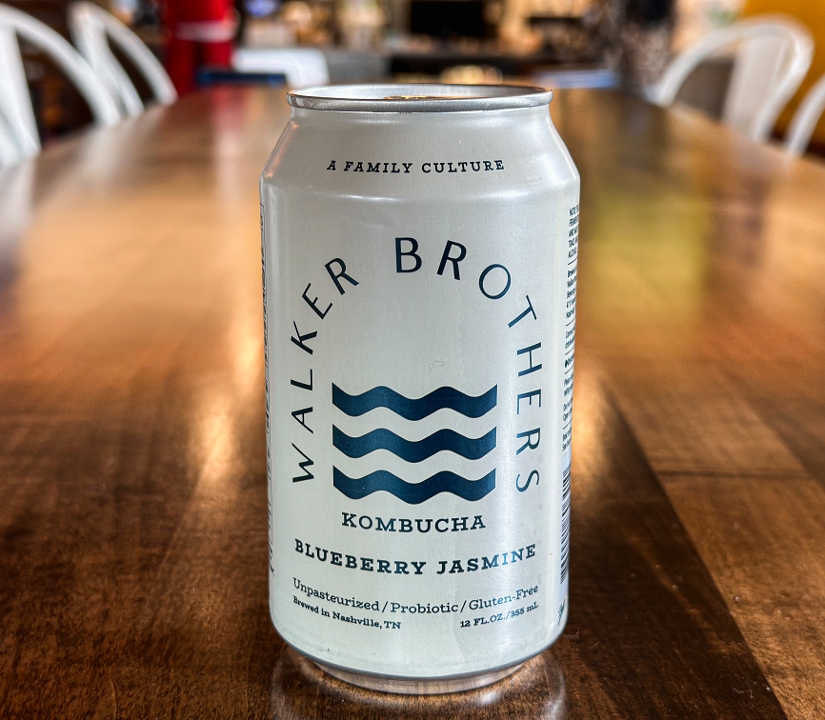 A FAMILY CULTURE
WALKER BROTHERS
KOMBUCHA
BLUEBERRY JASMINE
Unpasteurized / Probiotic / Gluten-Free
Brewed in Nashville, TN 12 FL.OZ./355 mL